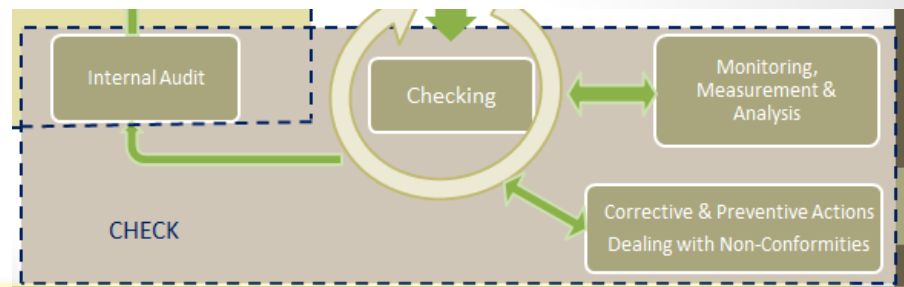 Internal Audit
Checking
Monitoring,
Measurement &
Analysis
Corrective & Preventive Actions
Dealing with Non-Conformities
CHECK